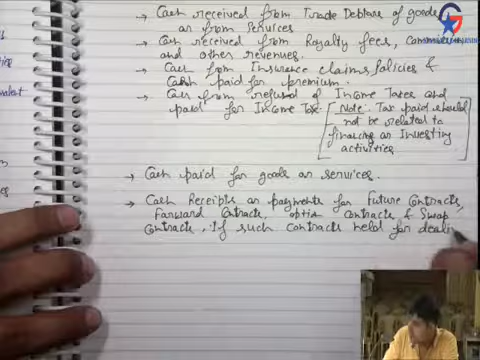 → Cash received from Trade Debtors of goods
or from services
→ Cash received from Royalty fees, Commission
and other revenues.
→ Cash from Insurance claims policies &
Cash paid for premium.
→ Cash from refund of Income Taxes and
paid for Income Tax. [Note: Tax paid should
not be related to
financing or Investing
activities]
→ Cash paid for goods or services.
→ Cash Receipts or payments for Future Contracts,
Forward Contracts, option contracts & Swap
Contracts, If such contracts held for deali